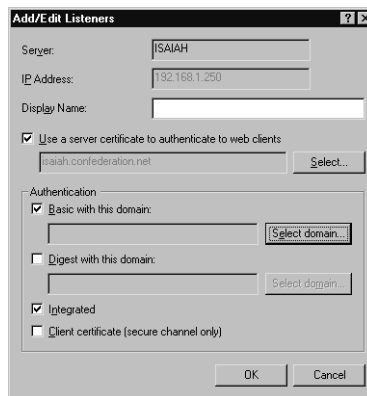 Add/Edit Listeners
Server: ISAIAH
IP Address: 192.168.1.250
Display Name:
Use a server certificate to authenticate to web clients
isaiah.confederation.net Select...
Authentication
Basic with this domain:
Select domain...
Digest with this domain:
Select domain...
Integrated
Client certificate (secure channel only)
OK Cancel